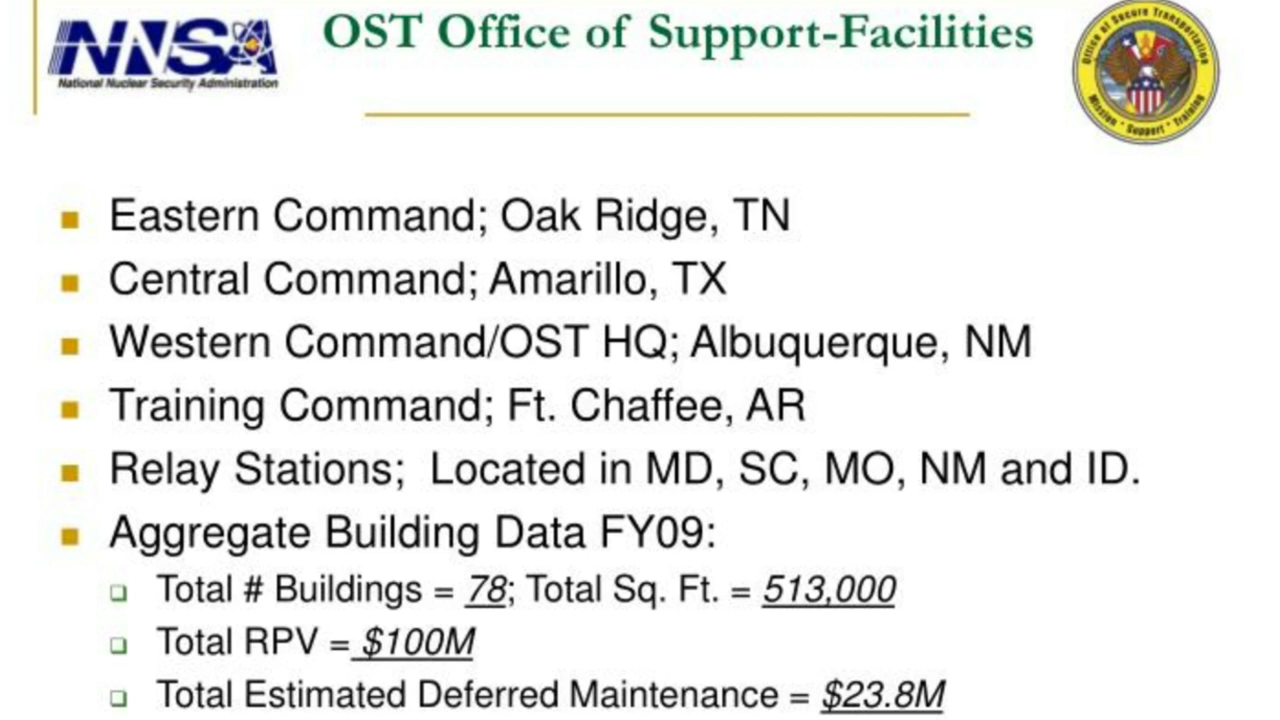 NNSA
National Nuclear Security Administration
OST Office of Support-Facilities
Office of Secure Transportation
Mission * Support * Training
Eastern Command; Oak Ridge, TN
Central Command; Amarillo, TX
Western Command/OST HQ; Albuquerque, NM
Training Command; Ft. Chaffee, AR
Relay Stations;  Located in MD, SC, MO, NM and ID.
Aggregate Building Data FY09:
Total # Buildings = 78; Total Sq. Ft. = 513,000
Total RPV = $100M
Total Estimated Deferred Maintenance = $23.8M